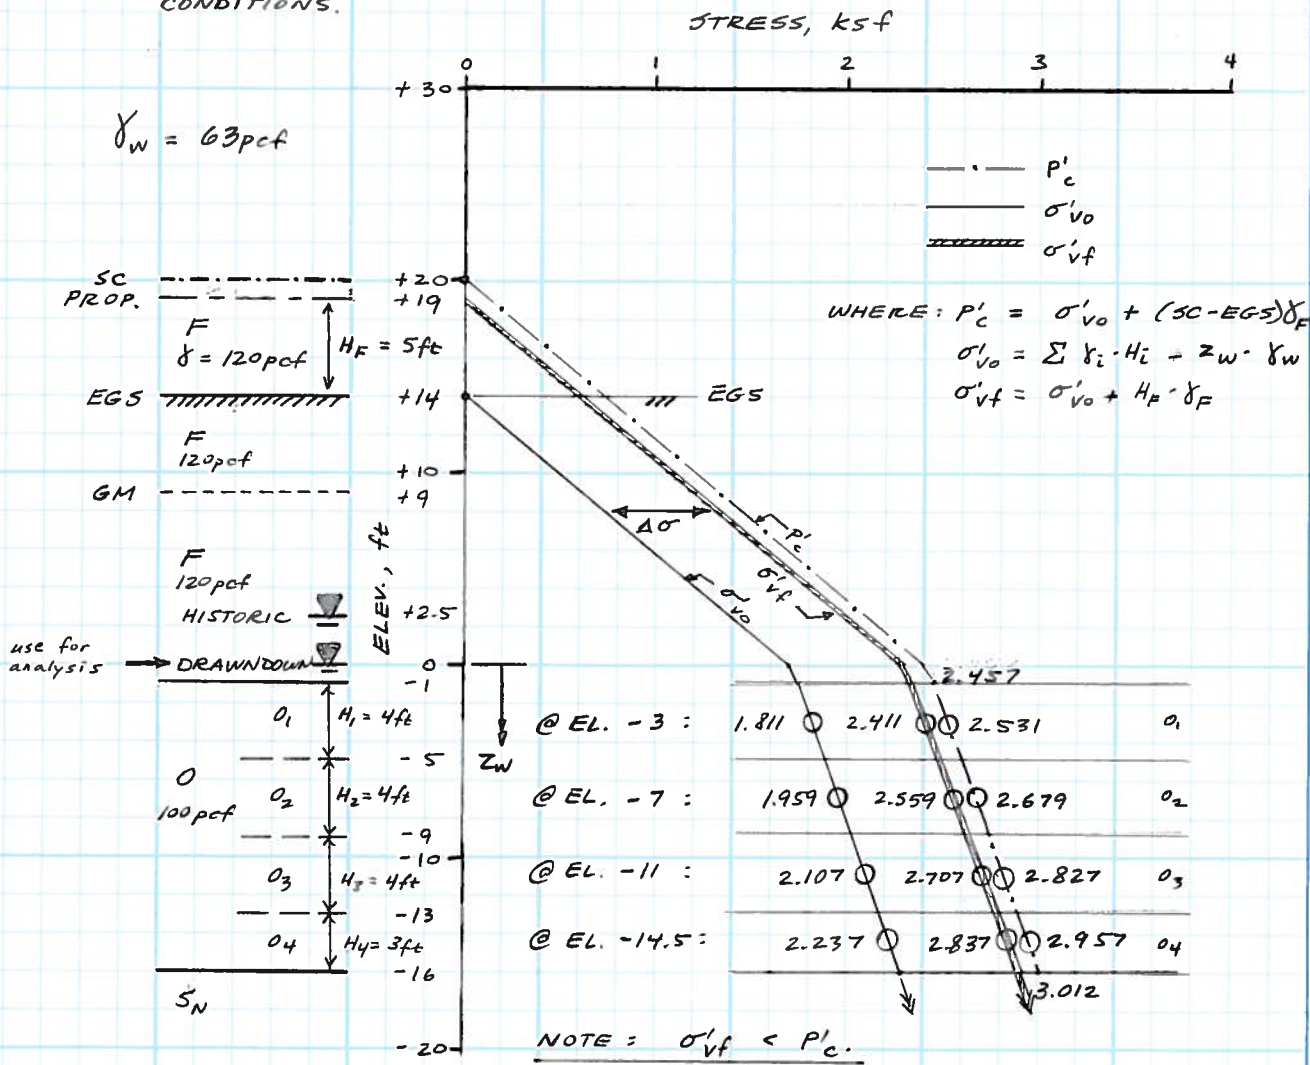 CONDITIONS.
STRESS, ksf
0 1 2 3 4
+30
γw = 63pcf
P'c
σ'vo
σ'vf
SC +20
PROP. +19
F
γ = 120pcf
HF = 5ft
WHERE: P'c = σ'vo + (SC-EGS)γF
σ'vo = Σ γi · Hi - zw · γw
σ'vf = σ'vo + HF · γF
EGS +14 EGS
F
120pcf
+10
GM +9
Δσ
P'c
σ'vf
σ'vo
ELEV., ft
F
120pcf
HISTORIC +2.5
use for
analysis
DRAWNDOWN 0
-1 2.457
O1 H1 = 4ft @ EL. -3 : 1.811 2.411 2.531 O1
-5 Zw
O
100pcf
O2 H2 = 4ft @ EL. -7 : 1.959 2.559 2.679 O2
-9
-10
O3 H3 = 4ft @ EL. -11 : 2.107 2.707 2.827 O3
-13
O4 H4 = 3ft @ EL. -14.5: 2.237 2.837 2.957 O4
-16
3.012
SN
-20
NOTE: σ'vf < P'c.